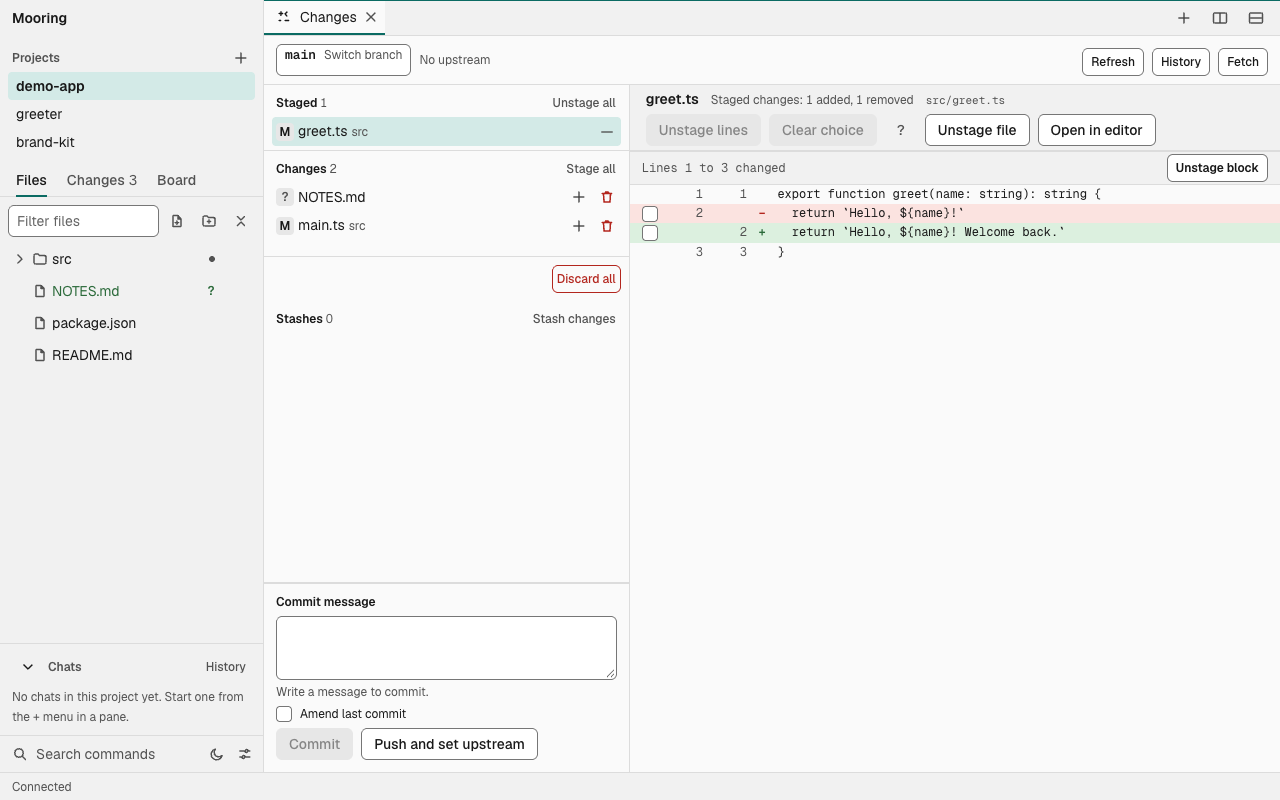 Mooring
Projects
demo-app
greeter
brand-kit
Files Changes 3 Board
Filter files
src
NOTES.md ?
package.json
README.md
Chats History
No chats in this project yet. Start one from
the + menu in a pane.
Search commands
Connected
Changes
main Switch branch No upstream
Refresh History Fetch
Staged 1 Unstage all
M greet.ts src
Changes 2 Stage all
? NOTES.md
M main.ts src
Discard all
Stashes 0 Stash changes
Commit message
Write a message to commit.
Amend last commit
Commit Push and set upstream
greet.ts Staged changes: 1 added, 1 removed src/greet.ts
Unstage lines Clear choice ? Unstage file Open in editor
Lines 1 to 3 changed Unstage block
1 1 export function greet(name: string): string {
2 − return `Hello, ${name}!`
2 + return `Hello, ${name}! Welcome back.`
3 3 }